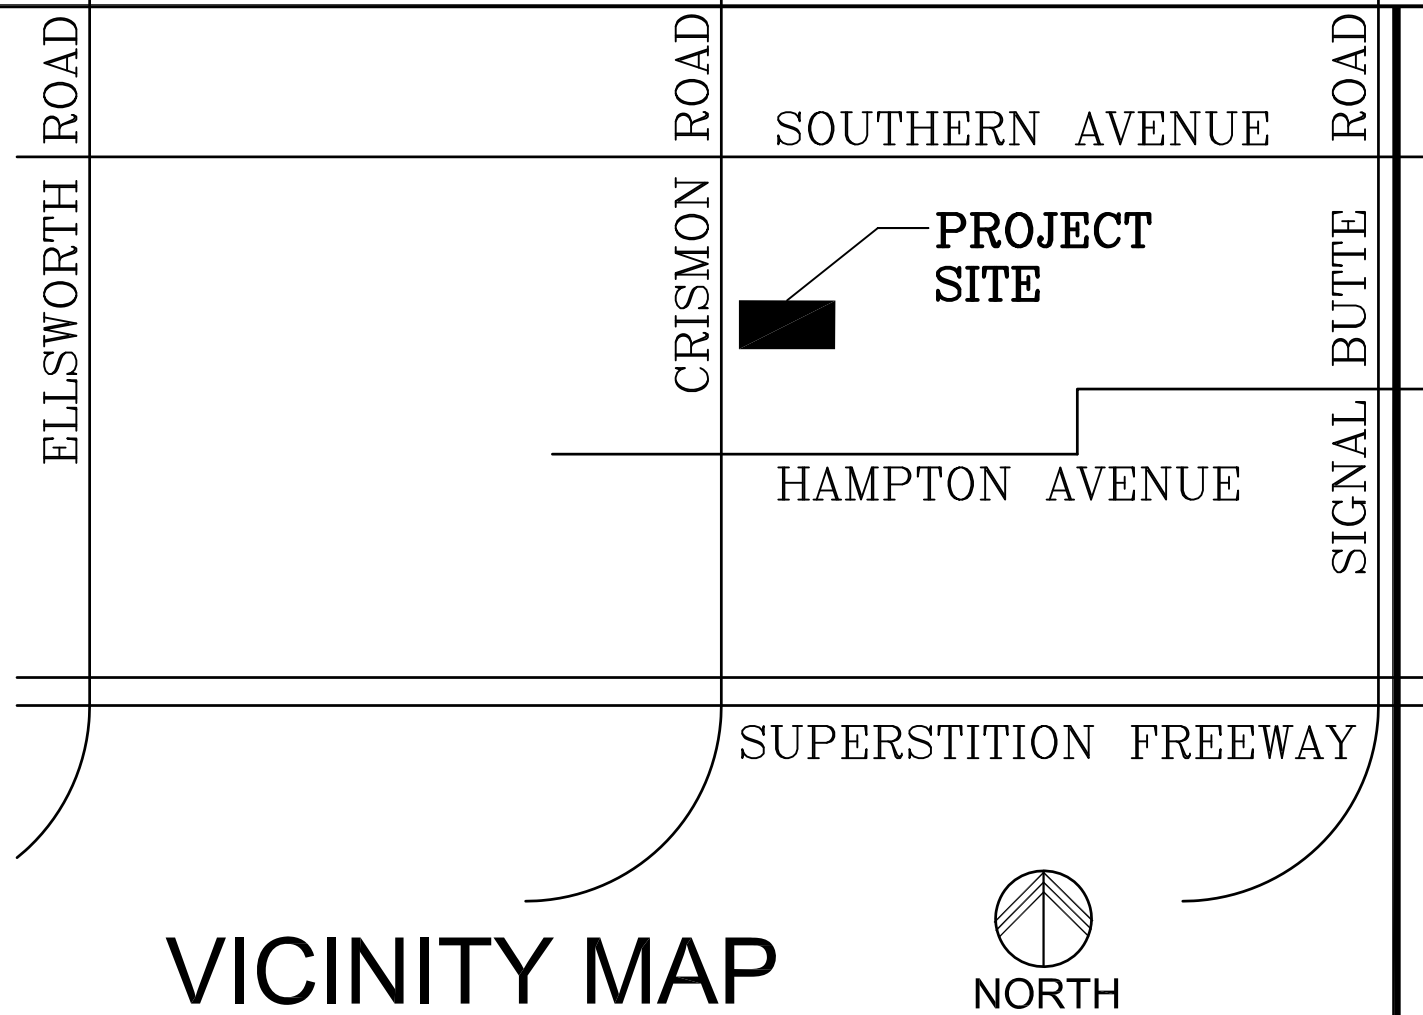 ELLSWORTH ROAD
CRISMON ROAD
SIGNAL BUTTE ROAD
SOUTHERN AVENUE
PROJECT
SITE
HAMPTON AVENUE
SUPERSTITION FREEWAY
VICINITY MAP
NORTH